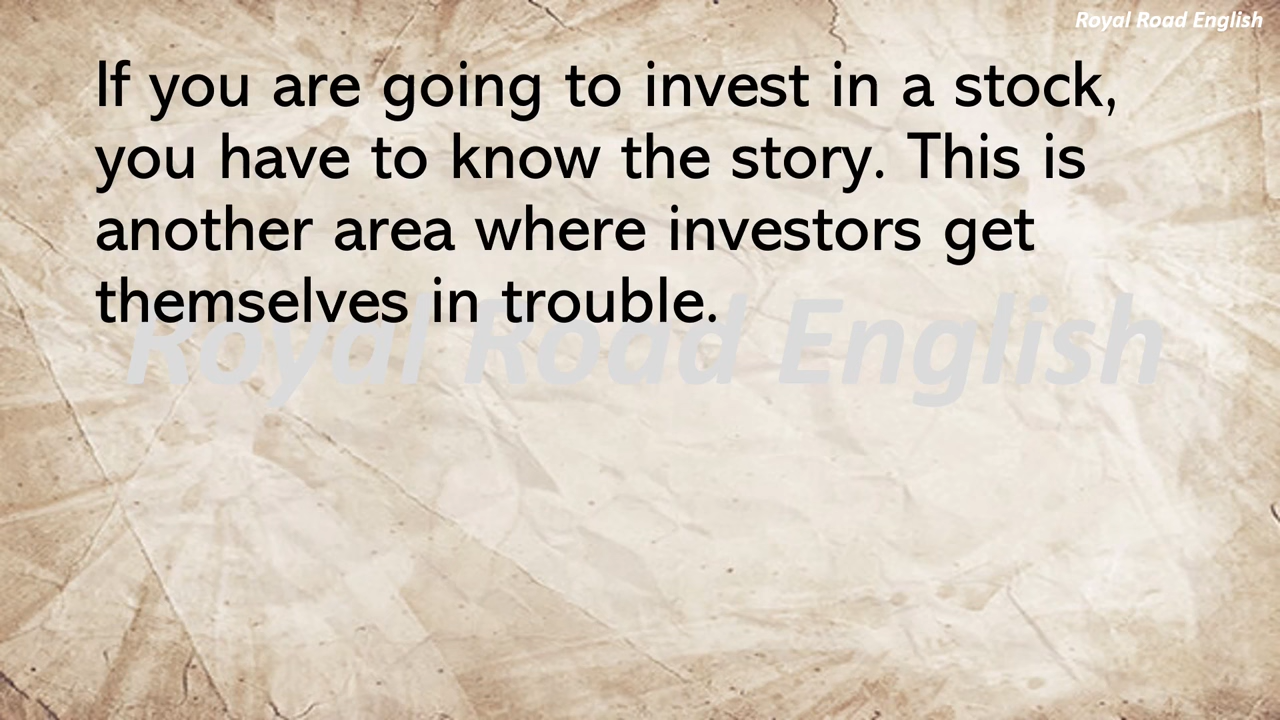 Royal Road English
If you are going to invest in a stock,
you have to know the story. This is
another area where investors get
themselves in trouble.
Royal Road English